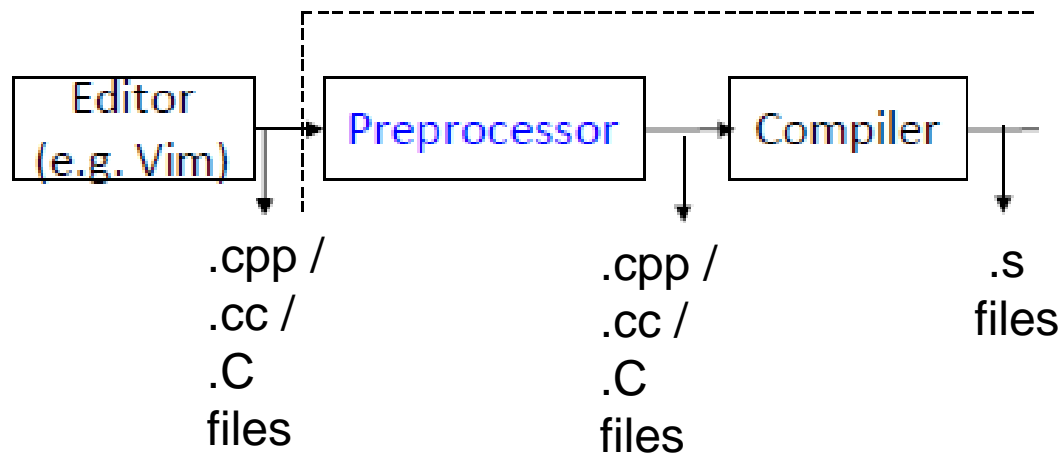 Editor
(e.g. Vim)
Preprocessor
Compiler
.cpp /
.cc /
.C
files
.cpp /
.cc /
.C
files
.s
files